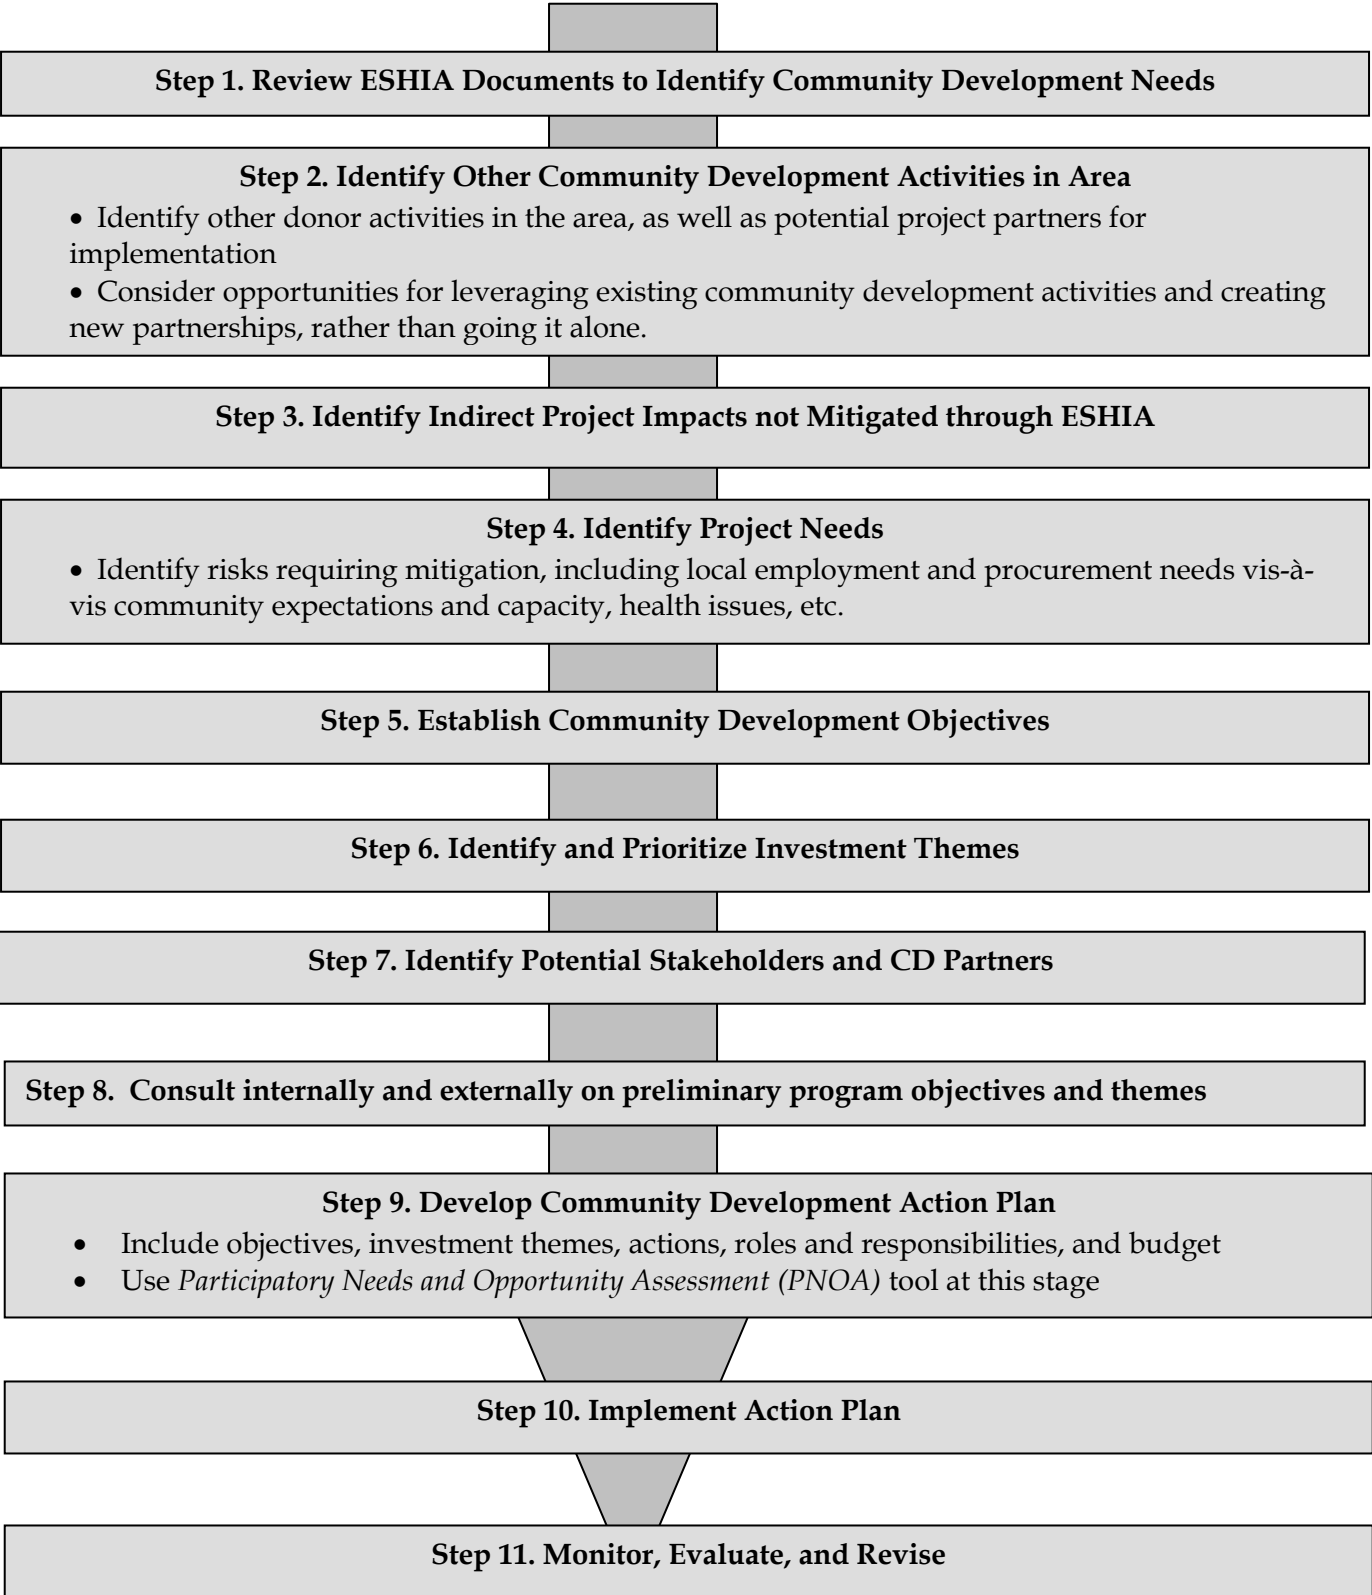 Step 1. Review ESHIA Documents to Identify Community Development Needs
Step 2. Identify Other Community Development Activities in Area
• Identify other donor activities in the area, as well as potential project partners for
implementation
• Consider opportunities for leveraging existing community development activities and creating
new partnerships, rather than going it alone.
Step 3. Identify Indirect Project Impacts not Mitigated through ESHIA
Step 4. Identify Project Needs
• Identify risks requiring mitigation, including local employment and procurement needs vis-à-
vis community expectations and capacity, health issues, etc.
Step 5. Establish Community Development Objectives
Step 6. Identify and Prioritize Investment Themes
Step 7. Identify Potential Stakeholders and CD Partners
Step 8.  Consult internally and externally on preliminary program objectives and themes
Step 9. Develop Community Development Action Plan
• Include objectives, investment themes, actions, roles and responsibilities, and budget
• Use Participatory Needs and Opportunity Assessment (PNOA) tool at this stage
Step 10. Implement Action Plan
Step 11. Monitor, Evaluate, and Revise